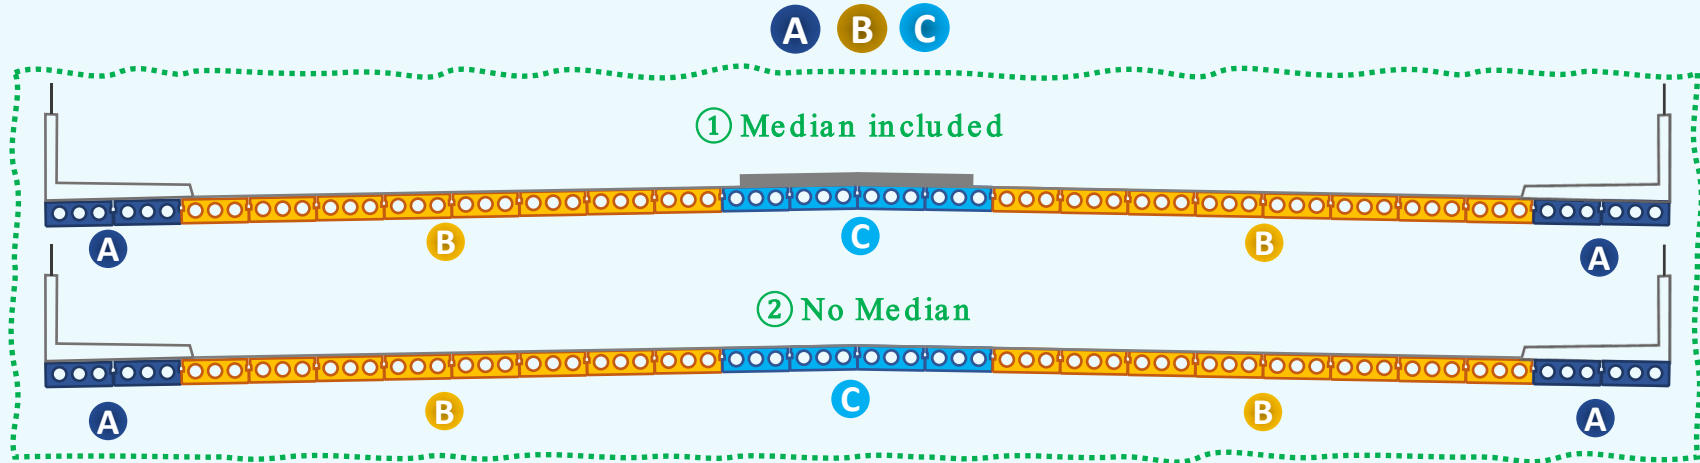 A B C
① Median included
A B C B A
② No Median
A B C B A